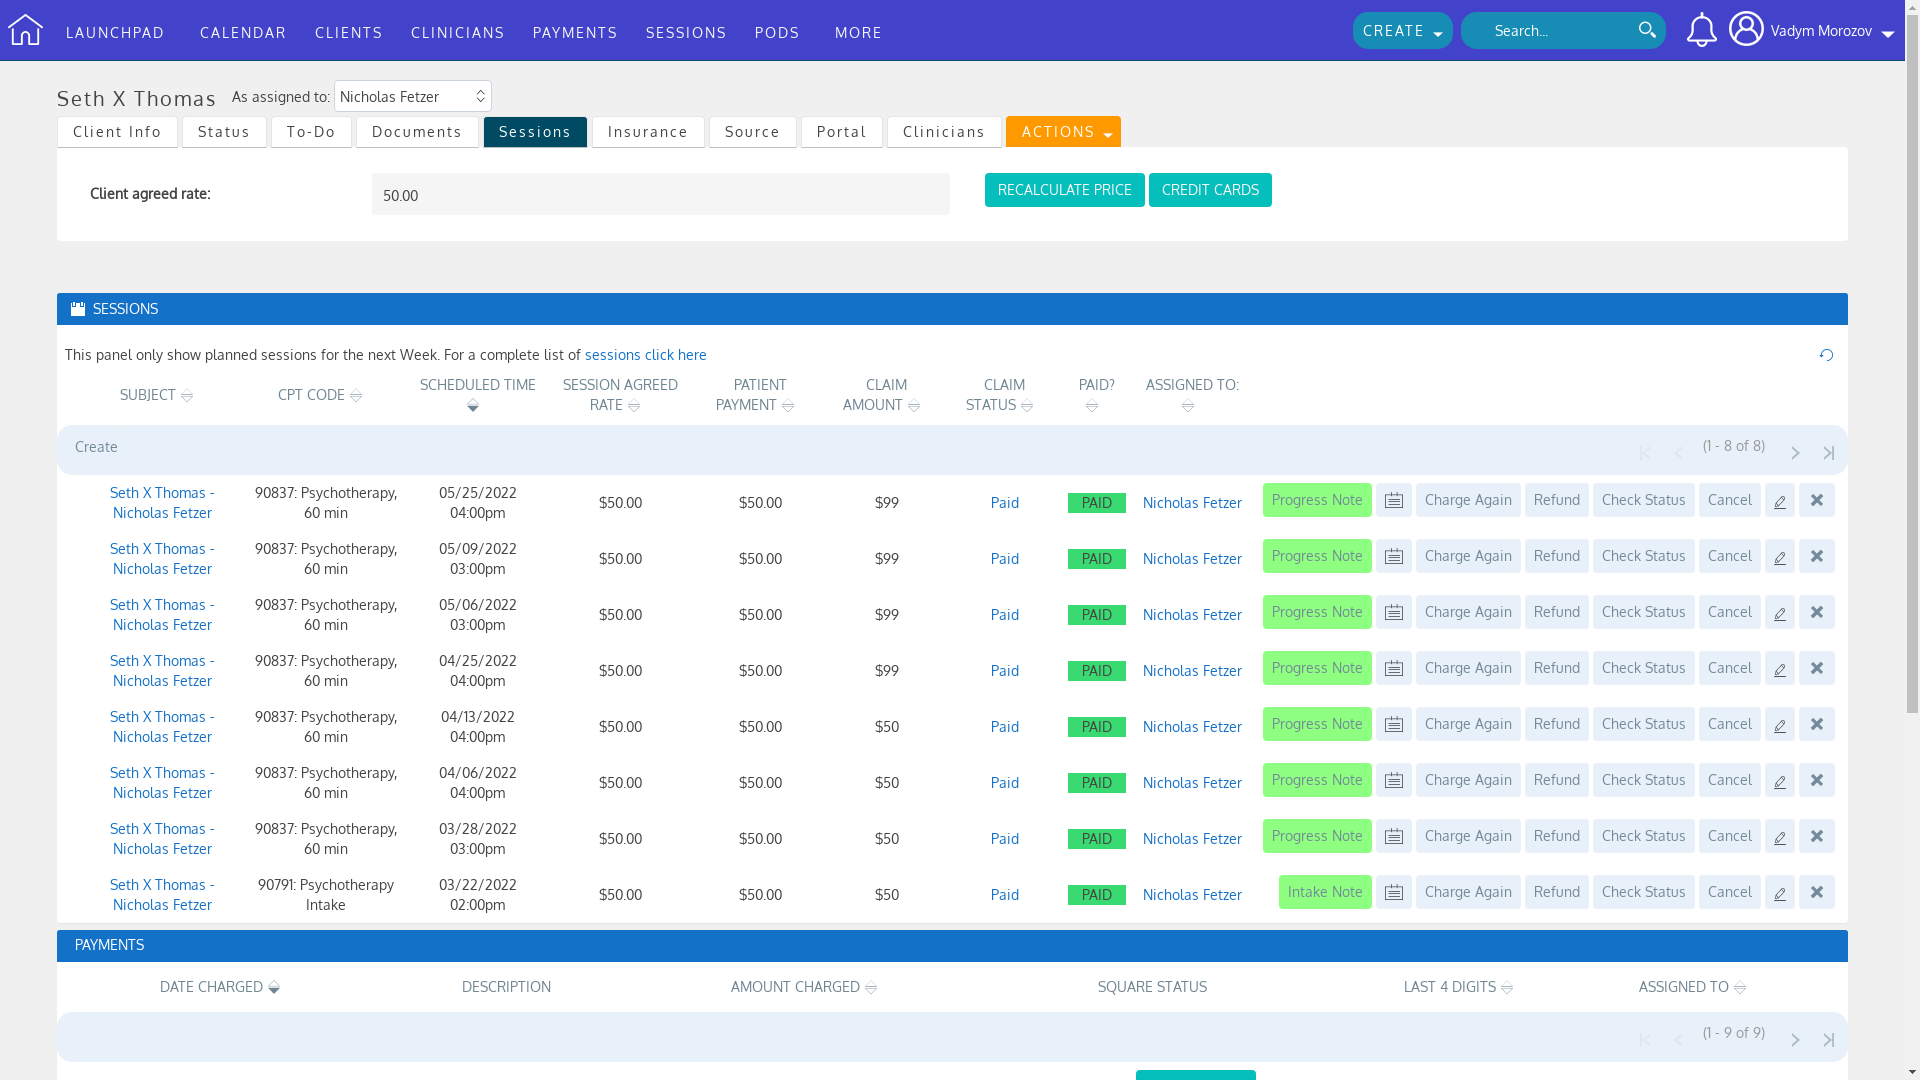 LAUNCHPAD CALENDAR CLIENTS CLINICIANS PAYMENTS SESSIONS PODS MORE CREATE Search... Vadym Morozov
Seth X Thomas As assigned to: Nicholas Fetzer
Client Info Status To-Do Documents Sessions Insurance Source Portal Clinicians ACTIONS
Client agreed rate: 50.00 RECALCULATE PRICE CREDIT CARDS
SESSIONS
This panel only show planned sessions for the next Week. For a complete list of sessions click here
SUBJECT CPT CODE SCHEDULED TIME SESSION AGREED RATE PATIENT PAYMENT CLAIM AMOUNT CLAIM STATUS PAID? ASSIGNED TO:
Create (1 - 8 of 8)
Seth X Thomas - Nicholas Fetzer 90837: Psychotherapy, 60 min 05/25/2022 04:00pm $50.00 $50.00 $99 Paid PAID Nicholas Fetzer Progress Note Charge Again Refund Check Status Cancel
Seth X Thomas - Nicholas Fetzer 90837: Psychotherapy, 60 min 05/09/2022 03:00pm $50.00 $50.00 $99 Paid PAID Nicholas Fetzer Progress Note Charge Again Refund Check Status Cancel
Seth X Thomas - Nicholas Fetzer 90837: Psychotherapy, 60 min 05/06/2022 03:00pm $50.00 $50.00 $99 Paid PAID Nicholas Fetzer Progress Note Charge Again Refund Check Status Cancel
Seth X Thomas - Nicholas Fetzer 90837: Psychotherapy, 60 min 04/25/2022 04:00pm $50.00 $50.00 $99 Paid PAID Nicholas Fetzer Progress Note Charge Again Refund Check Status Cancel
Seth X Thomas - Nicholas Fetzer 90837: Psychotherapy, 60 min 04/13/2022 04:00pm $50.00 $50.00 $50 Paid PAID Nicholas Fetzer Progress Note Charge Again Refund Check Status Cancel
Seth X Thomas - Nicholas Fetzer 90837: Psychotherapy, 60 min 04/06/2022 04:00pm $50.00 $50.00 $50 Paid PAID Nicholas Fetzer Progress Note Charge Again Refund Check Status Cancel
Seth X Thomas - Nicholas Fetzer 90837: Psychotherapy, 60 min 03/28/2022 03:00pm $50.00 $50.00 $50 Paid PAID Nicholas Fetzer Progress Note Charge Again Refund Check Status Cancel
Seth X Thomas - Nicholas Fetzer 90791: Psychotherapy Intake 03/22/2022 02:00pm $50.00 $50.00 $50 Paid PAID Nicholas Fetzer Intake Note Charge Again Refund Check Status Cancel
PAYMENTS
DATE CHARGED DESCRIPTION AMOUNT CHARGED SQUARE STATUS LAST 4 DIGITS ASSIGNED TO
(1 - 9 of 9)